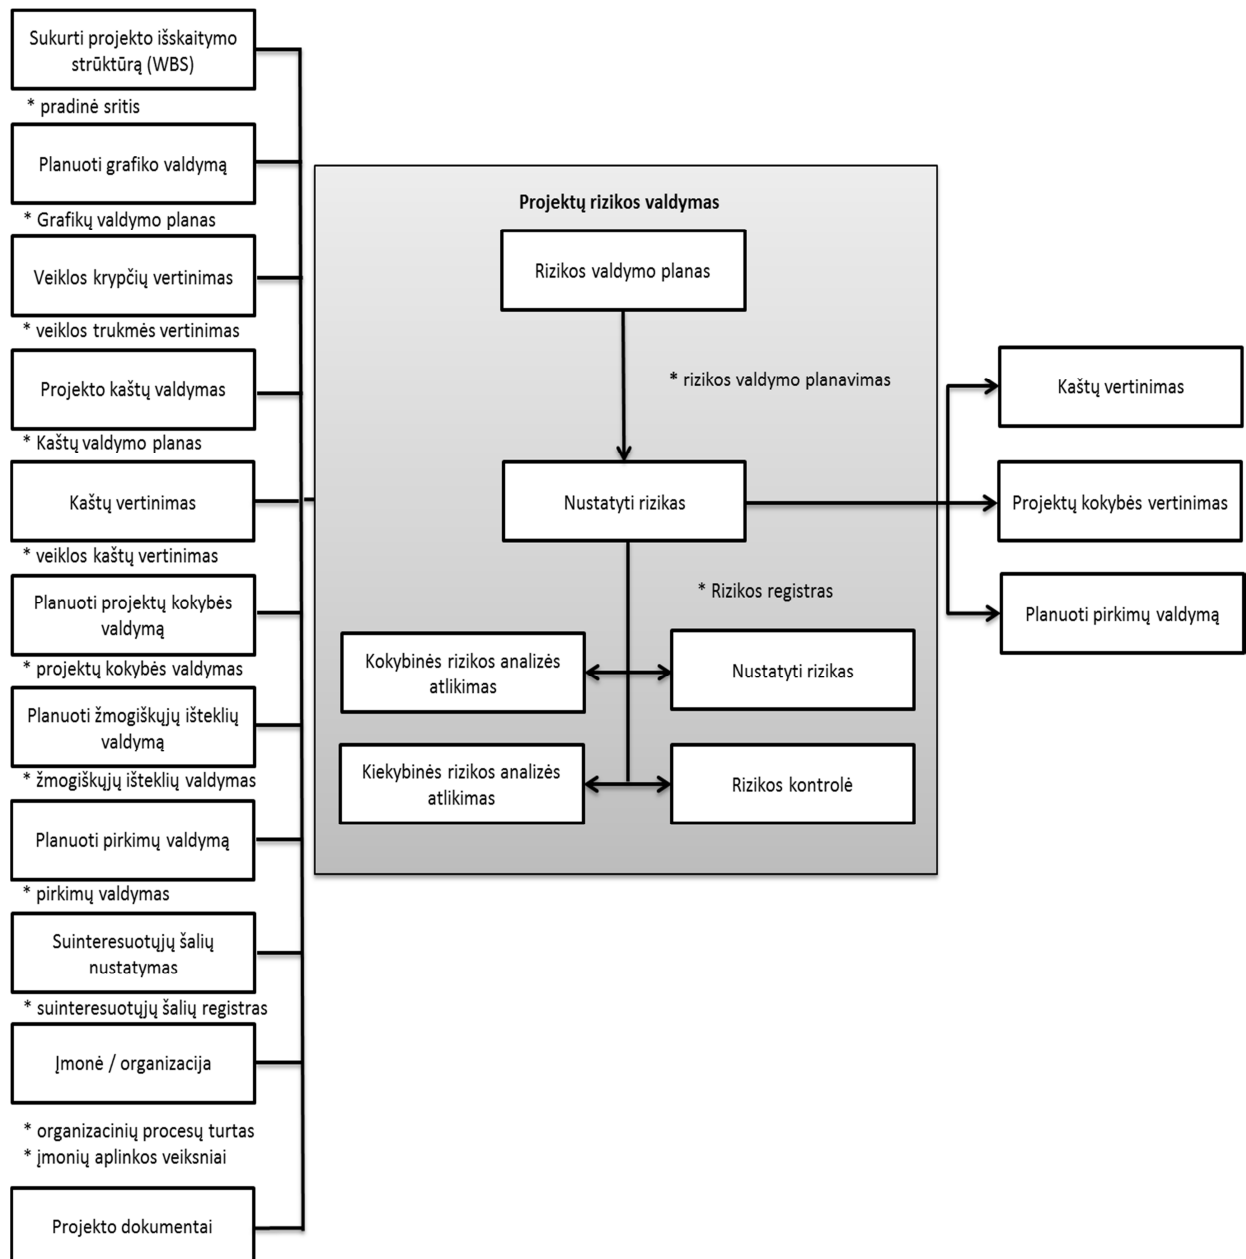 Sukurti projekto išskaitymo
strūktūrą (WBS)
* pradinė sritis
Planuoti grafiko valdymą
* Grafikų valdymo planas
Veiklos krypčių vertinimas
* veiklos trukmės vertinimas
Projekto kaštų valdymas
* Kaštų valdymo planas
Kaštų vertinimas
* veiklos kaštų vertinimas
Planuoti projektų kokybės
valdymą
* projektų kokybės valdymas
Planuoti žmogiškųjų išteklių
valdymą
* žmogiškųjų išteklių valdymas
Planuoti pirkimų valdymą
* pirkimų valdymas
Suinteresuotųjų šalių
nustatymas
* suinteresuotųjų šalių registras
Įmonė / organizacija
* organizacinių procesų turtas
* įmonių aplinkos veiksniai
Projekto dokumentai
Projektų rizikos valdymas
Rizikos valdymo planas
* rizikos valdymo planavimas
Nustatyti rizikas
* Rizikos registras
Kokybinės rizikos analizės
atlikimas
Nustatyti rizikas
Kiekybinės rizikos analizės
atlikimas
Rizikos kontrolė
Kaštų vertinimas
Projektų kokybės vertinimas
Planuoti pirkimų valdymą